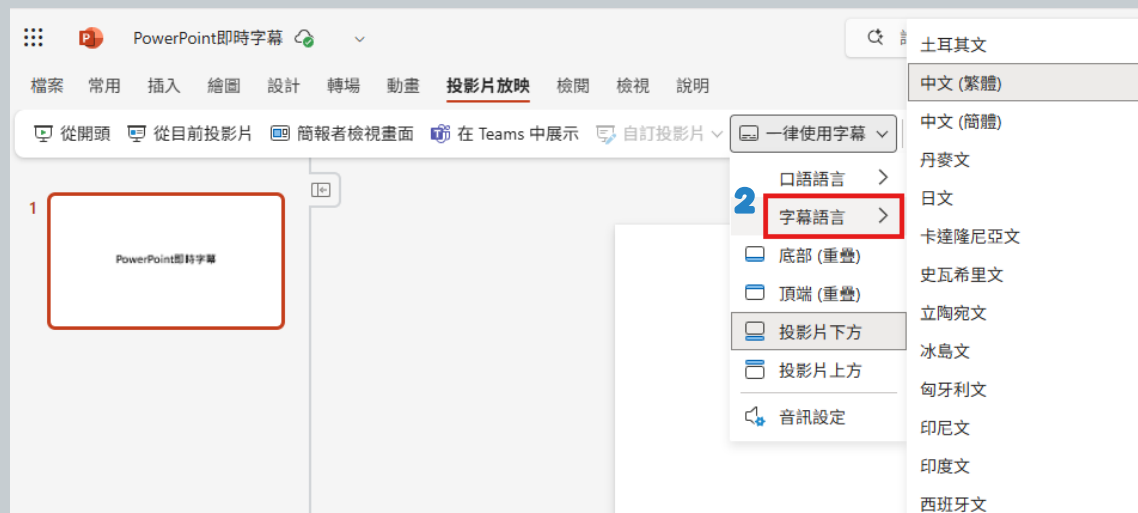 PowerPoint即時字幕
檔案 常用 插入 繪圖 設計 轉場 動畫 投影片放映 檢閱 檢視 說明
從開頭 從目前投影片 簡報者檢視畫面 在 Teams 中展示 自訂投影片 一律使用字幕
1
PowerPoint即時字幕
口語語言
2 字幕語言
底部 (重疊)
頂端 (重疊)
投影片下方
投影片上方
音訊設定
土耳其文
中文 (繁體)
中文 (簡體)
丹麥文
日文
卡達隆尼亞文
史瓦希里文
立陶宛文
冰島文
匈牙利文
印尼文
印度文
西班牙文